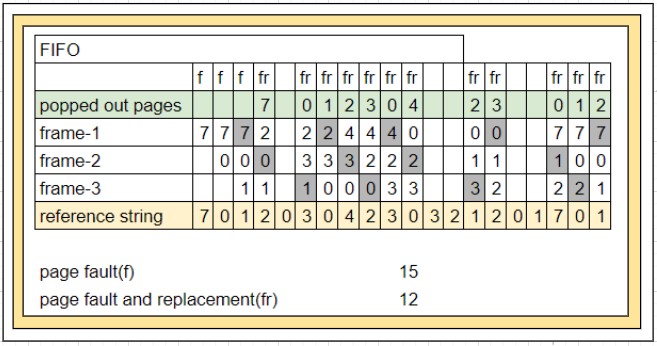 FIFO
f f f fr fr fr fr fr fr fr fr fr fr fr fr
popped out pages 7 0 1 2 3 0 4 2 3 0 1 2
frame-1 7 7 7 2 2 2 4 4 4 0 0 0 7 7 7
frame-2 0 0 0 3 3 3 2 2 2 1 1 1 0 0
frame-3 1 1 1 0 0 0 3 3 3 2 2 2 1
reference string 7 0 1 2 0 3 0 4 2 3 0 3 2 1 2 0 1 7 0 1
page fault(f) 15
page fault and replacement(fr) 12